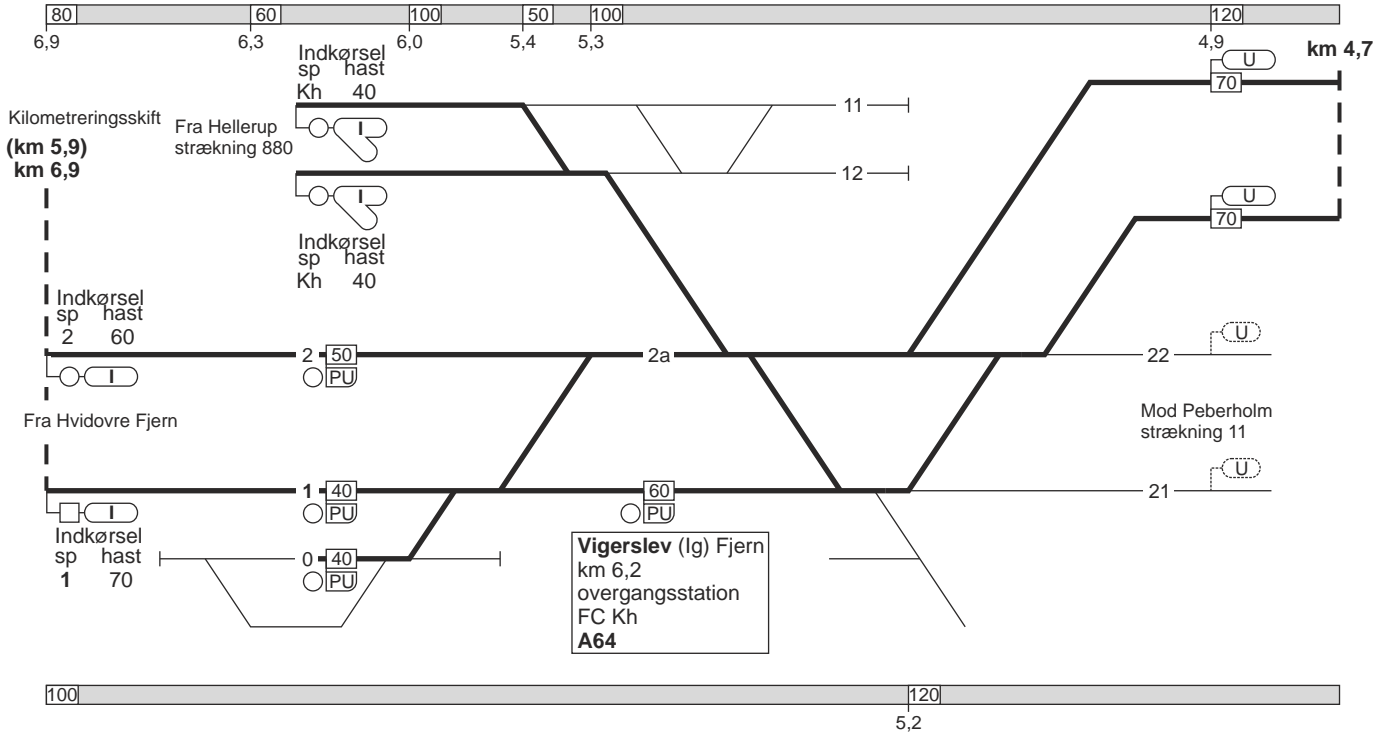 80 60 100 50 100 120
6,9 6,3 6,0 5,4 5,3 4,9
km 4,7
Indkørsel
sp hast
Kh 40
U
70
11
Kilometreringsskift
(km 5,9)
km 6,9
Fra Hellerup
strækning 880
I
12
I
U
70
Indkørsel
sp hast
Kh 40
Indkørsel
sp hast
2 60
2 50 2a 22
U
I
PU
Fra Hvidovre Fjern
Mod Peberholm
strækning 11
1 40 60 21
U
I
PU
PU
Indkørsel
sp hast
1 70
0 40
PU
Vigerslev (Ig) Fjern
km 6,2
overgangsstation
FC Kh
A64
100 120
5,2